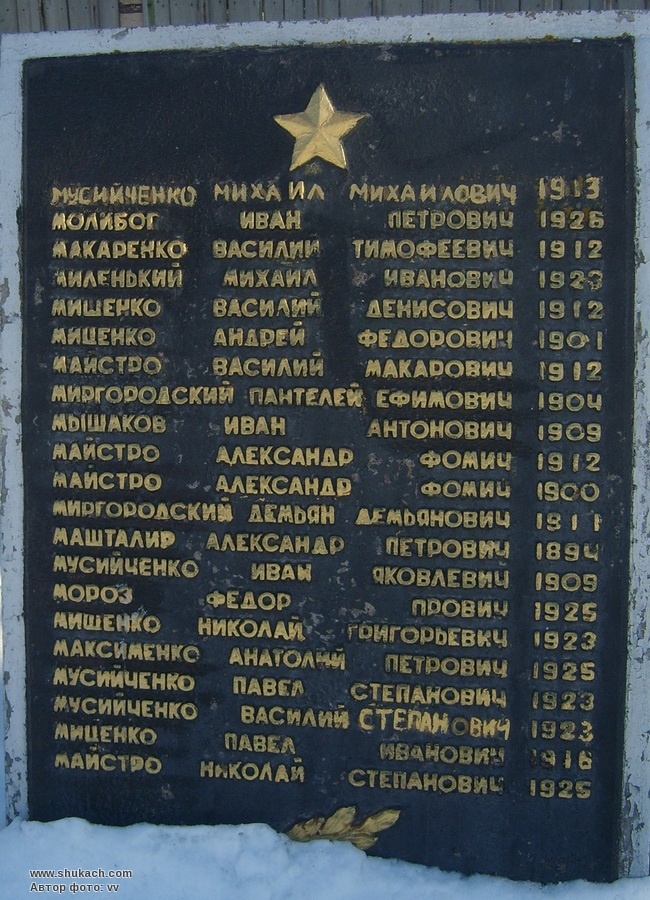 МУСИЙЧЕНКО МИХАИЛ МИХАИЛОВИЧ 1913
МОЛИБОГ ИВАН ПЕТРОВИЧ 1926
МАКАРЕНКО ВАСИЛИЙ ТИМОФЕЕВИЧ 1912
МИЛЕНЬКИЙ МИХАИЛ ИВАНОВИЧ 1923
МИЩЕНКО ВАСИЛИЙ ДЕНИСОВИЧ 1912
МИЦЕНКО АНДРЕЙ ФЕДОРОВИЧ 1901
МАЙСТРО ВАСИЛИЙ МАКАРОВИЧ 1912
МИРГОРОДСКИЙ ПАНТЕЛЕЙ ЕФИМОВИЧ 1904
МЫШАКОВ ИВАН АНТОНОВИЧ 1909
МАЙСТРО АЛЕКСАНДР ФОМИЧ 1912
МАЙСТРО АЛЕКСАНДР ФОМИЧ 1900
МИРГОРОДСКИЙ ДЕМЬЯН ДЕМЬЯНОВИЧ 1911
МАШТАЛИР АЛЕКСАНДР ПЕТРОВИЧ 1894
МУСИЙЧЕНКО ИВАН ЯКОВЛЕВИЧ 1909
МОРОЗ ФЕДОР ПРОВИЧ 1925
МИЩЕНКО НИКОЛАЙ ГРИГОРЬЕВИЧ 1923
МАКСИМЕНКО АНАТОЛИЙ ПЕТРОВИЧ 1925
МУСИЙЧЕНКО ПАВЕЛ СТЕПАНОВИЧ 1923
МУСИЙЧЕНКО ВАСИЛИЙ СТЕПАНОВИЧ 1923
МИЦЕНКО ПАВЕЛ ИВАНОВИЧ 1916
МАЙСТРО НИКОЛАЙ СТЕПАНОВИЧ 1925
www.shukach.com
Автор фото: vv